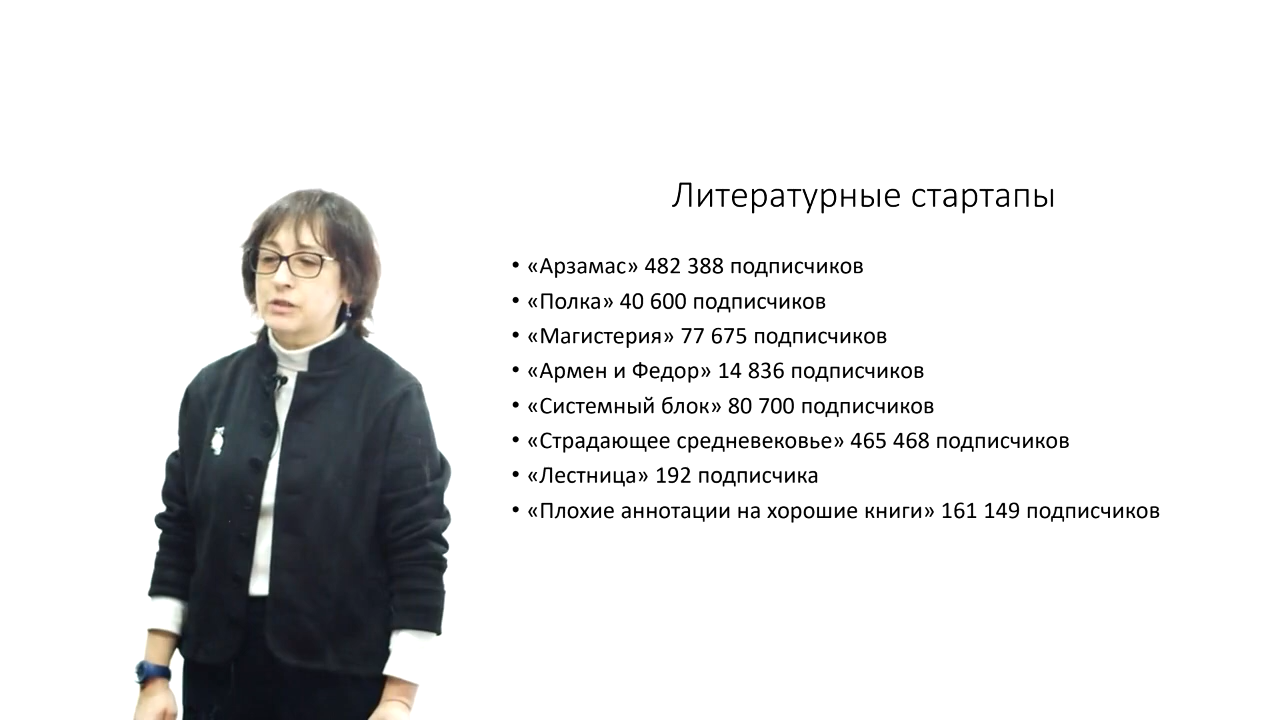 Литературные стартапы
• «Арзамас» 482 388 подписчиков
• «Полка» 40 600 подписчиков
• «Магистерия» 77 675 подписчиков
• «Армен и Федор» 14 836 подписчиков
• «Системный блок» 80 700 подписчиков
• «Страдающее средневековье» 465 468 подписчиков
• «Лестница» 192 подписчика
• «Плохие аннотации на хорошие книги» 161 149 подписчиков